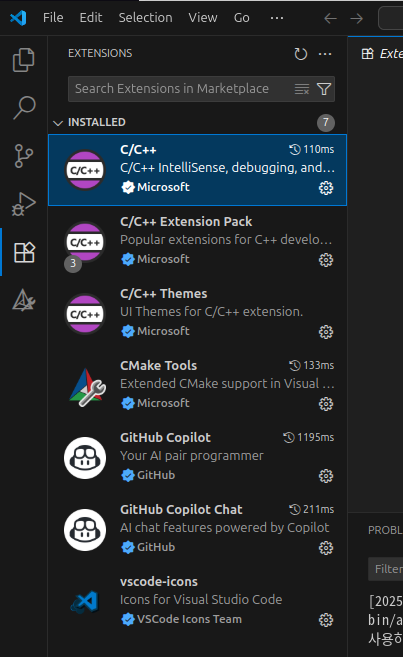 File Edit Selection View Go ···
EXTENSIONS
Exte
Search Extensions in Marketplace
INSTALLED 7
C/C++ 110ms
C/C++
C/C++ IntelliSense, debugging, and...
Microsoft
C/C++ Extension Pack
C/C++
Popular extensions for C++ develo...
3 Microsoft
C/C++ Themes
C/C++
UI Themes for C/C++ extension.
Microsoft
CMake Tools 133ms
Extended CMake support in Visual ...
Microsoft
GitHub Copilot 1195ms
Your AI pair programmer
GitHub
GitHub Copilot Chat 211ms
AI chat features powered by Copilot
GitHub
vscode-icons
Icons for Visual Studio Code
VSCode Icons Team
PROBL
Filter
[2025
bin/a
사용하